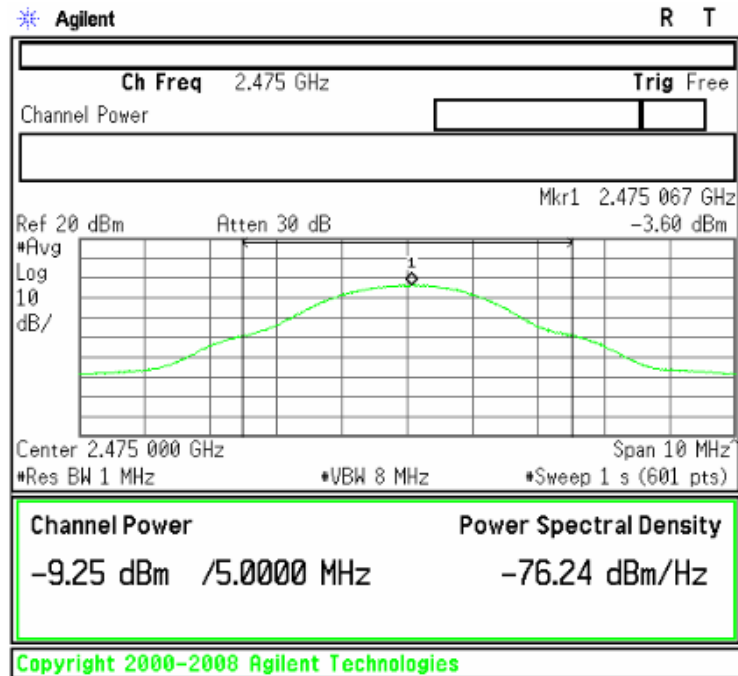 Agilent R T
Ch Freq 2.475 GHz Trig Free
Channel Power
Mkr1 2.475 067 GHz
Ref 20 dBm Atten 30 dB -3.60 dBm
#Avg
Log
10
dB/
1
Center 2.475 000 GHz Span 10 MHz^
#Res BW 1 MHz #VBW 8 MHz #Sweep 1 s (601 pts)
Channel Power Power Spectral Density
-9.25 dBm /5.0000 MHz -76.24 dBm/Hz
Copyright 2000-2008 Agilent Technologies